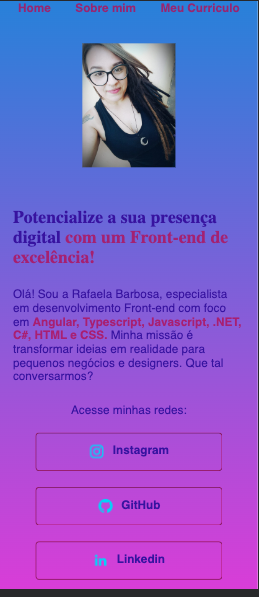 Home Sobre mim Meu Curriculo
Potencialize a sua presença
digital com um Front-end de
excelência!
Olà! Sou a Rafaela Barbosa, especialista
em desenvolvimento Front-end com foco
em Angular, Typescript, Javascript, .NET,
C#, HTML e CSS. Minha missão é
transformar ideias em realidade para
pequenos negócios e designers. Que tal
conversarmos?
Acesse minhas redes:
Instagram
GitHub
Linkedin